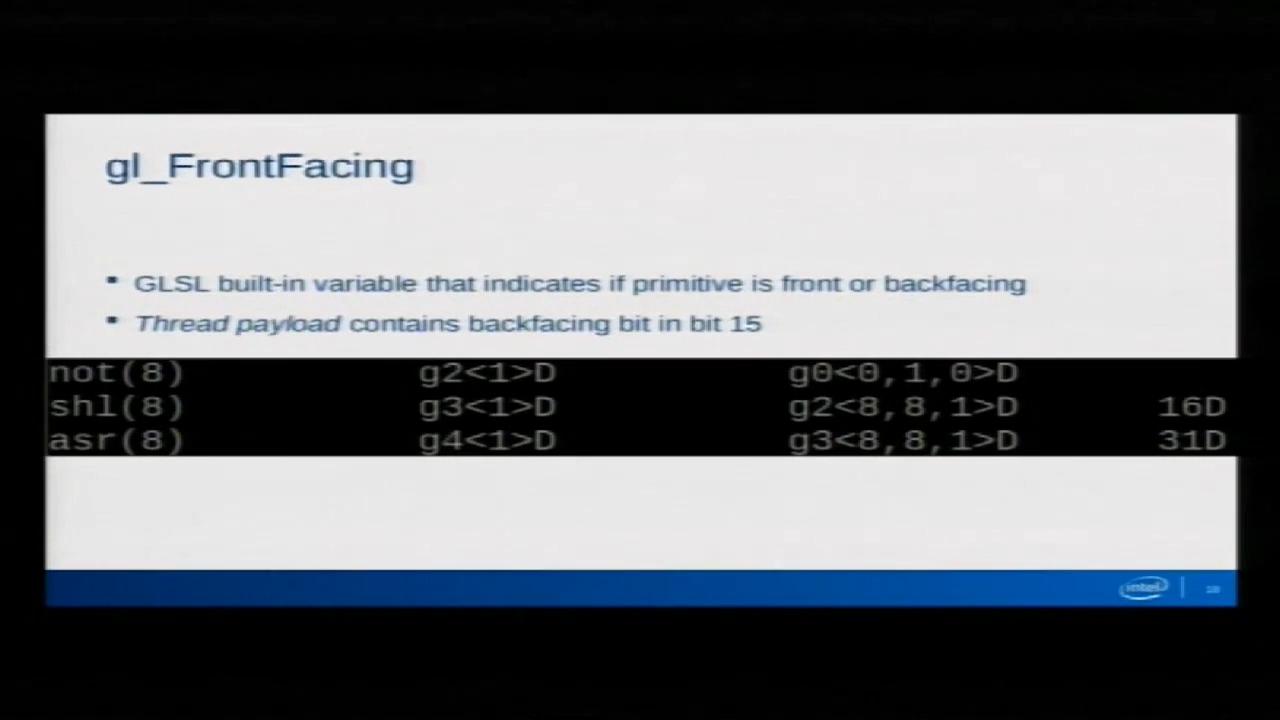 gl_FrontFacing
GLSL built-in variable that indicates if primitive is front or backfacing
Thread payload contains backfacing bit in bit 15
not(8) g2<1>D g0<0,1,0>D
shl(8) g3<1>D g2<8,8,1>D 16D
asr(8) g4<1>D g3<8,8,1>D 31D
intel